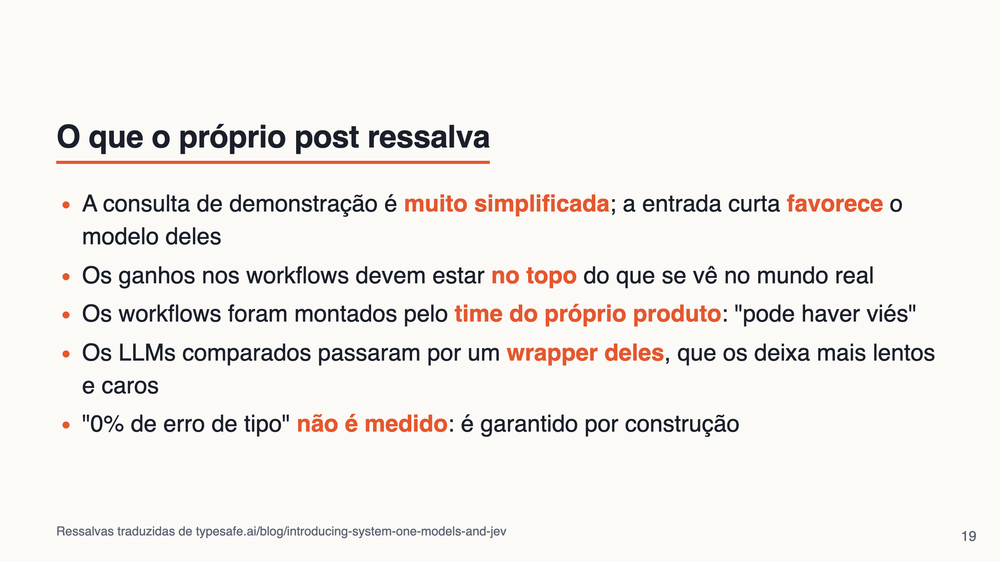 O que o próprio post ressalva
• A consulta de demonstração é muito simplificada; a entrada curta favorece o
modelo deles
• Os ganhos nos workflows devem estar no topo do que se vê no mundo real
• Os workflows foram montados pelo time do próprio produto: "pode haver viés"
• Os LLMs comparados passaram por um wrapper deles, que os deixa mais lentos
e caros
• "0% de erro de tipo" não é medido: é garantido por construção
Ressalvas traduzidas de typesafe.ai/blog/introducing-system-one-models-and-jev
19